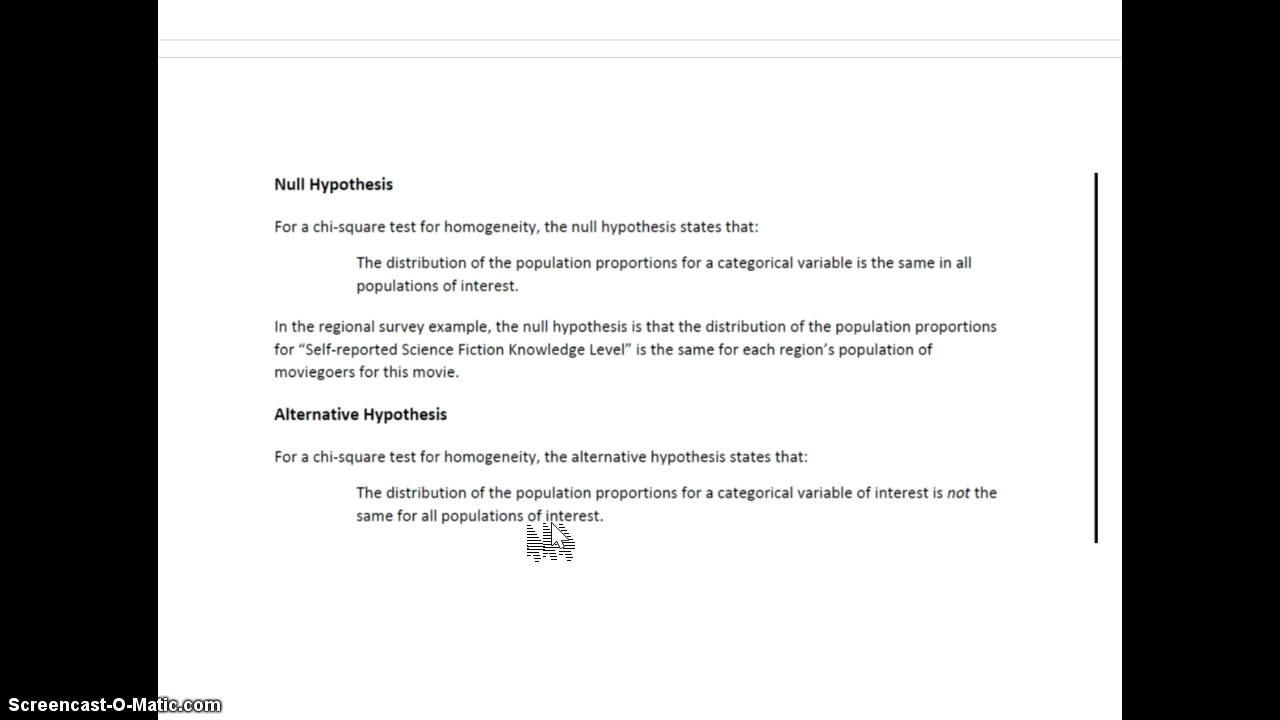 Null Hypothesis
For a chi-square test for homogeneity, the null hypothesis states that:
The distribution of the population proportions for a categorical variable is the same in all
populations of interest.
In the regional survey example, the null hypothesis is that the distribution of the population proportions
for “Self-reported Science Fiction Knowledge Level” is the same for each region’s population of
moviegoers for this movie.
Alternative Hypothesis
For a chi-square test for homogeneity, the alternative hypothesis states that:
The distribution of the population proportions for a categorical variable of interest is not the
same for all populations of interest.
Screencast-O-Matic.com